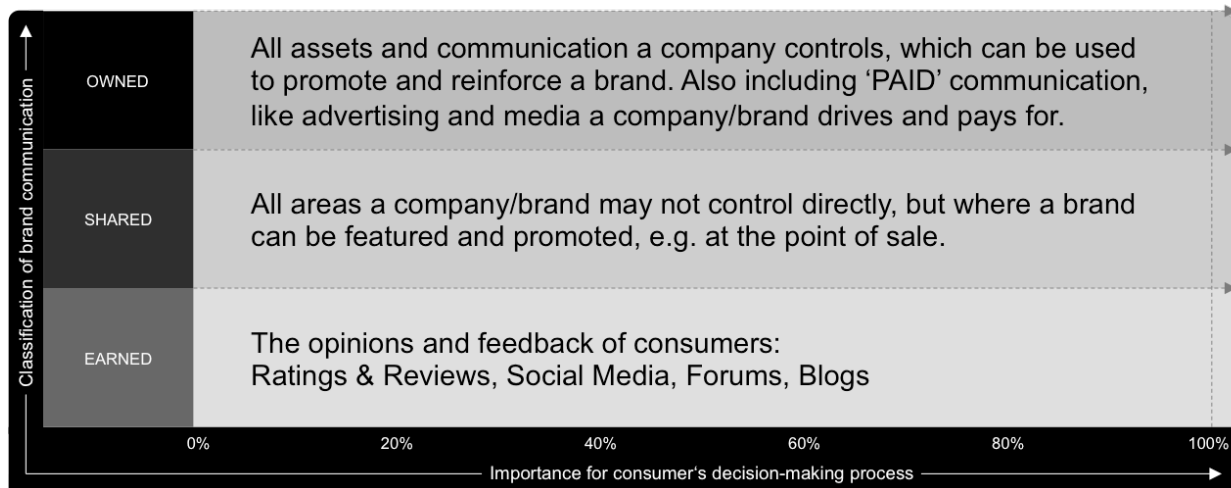 Classification of brand communication
OWNED
All assets and communication a company controls, which can be used
to promote and reinforce a brand. Also including ‘PAID’ communication,
like advertising and media a company/brand drives and pays for.
SHARED
All areas a company/brand may not control directly, but where a brand
can be featured and promoted, e.g. at the point of sale.
EARNED
The opinions and feedback of consumers:
Ratings & Reviews, Social Media, Forums, Blogs
0% 20% 40% 60% 80% 100%
Importance for consumer‘s decision-making process